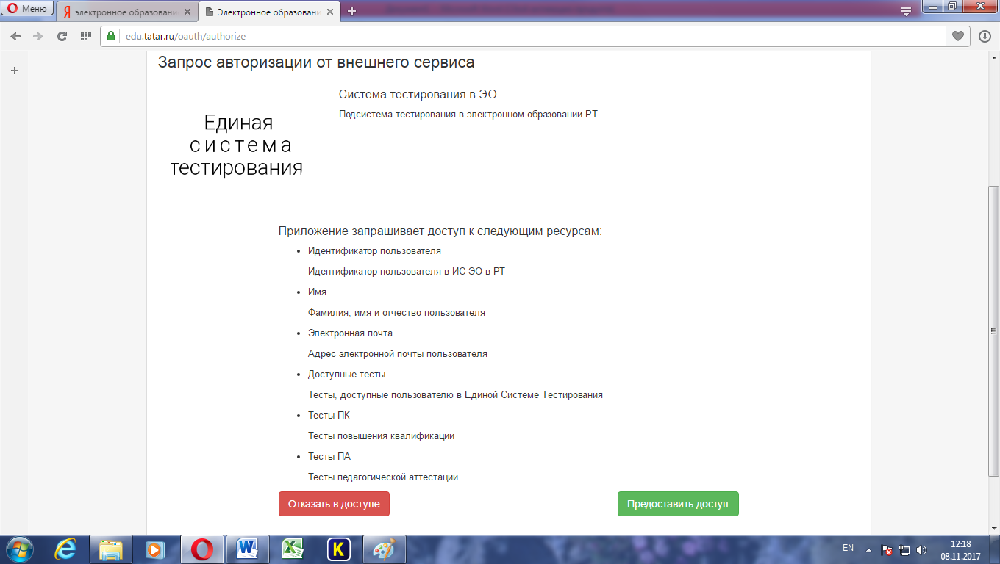 Меню
электронное образовани
Электронное образовани
edu.tatar.ru/oauth/authorize
Запрос авторизации от внешнего сервиса
Единая
система
тестирования
Система тестирования в ЭО
Подсистема тестирования в электронном образовании РТ
Приложение запрашивает доступ к следующим ресурсам:
• Идентификатор пользователя
Идентификатор пользователя в ИС ЭО в РТ
• Имя
Фамилия, имя и отчество пользователя
• Электронная почта
Адрес электронной почты пользователя
• Доступные тесты
Тесты, доступные пользователю в Единой Системе Тестирования
• Тесты ПК
Тесты повышения квалификации
• Тесты ПА
Тесты педагогической аттестации
Отказать в доступе
Предоставить доступ
EN
12:18
08.11.2017